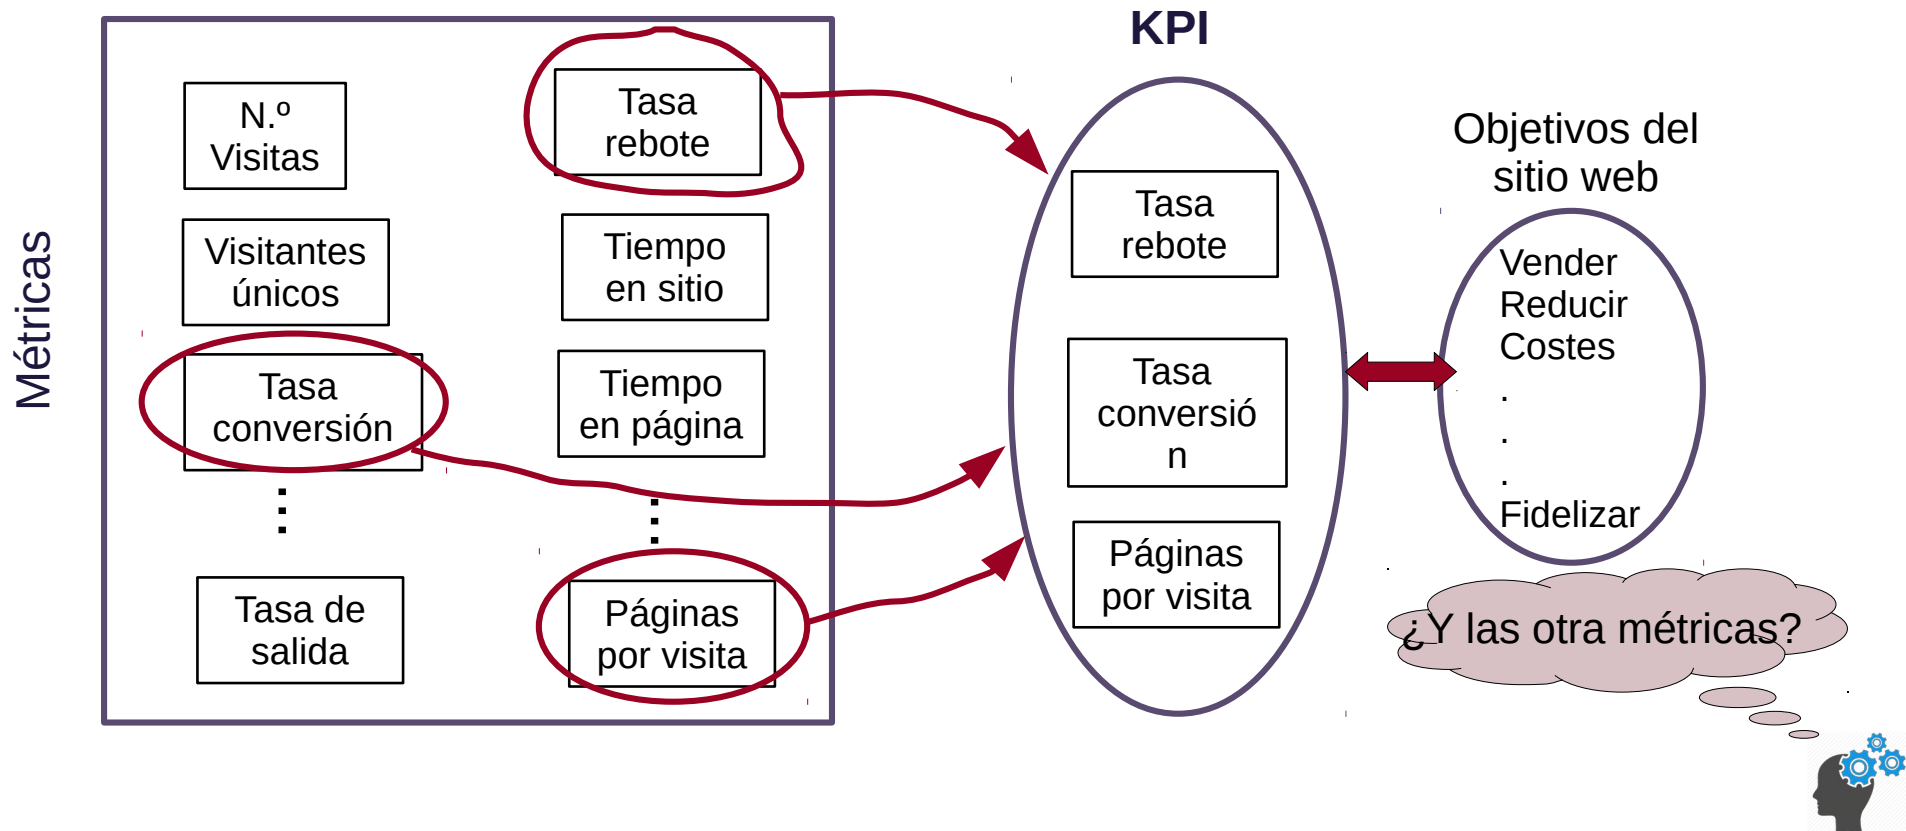 Métricas
N.º
Visitas
Tasa
rebote
Visitantes
únicos
Tiempo
en sitio
Tasa
conversión
Tiempo
en página
Tasa de
salida
Páginas
por visita
KPI
Tasa
rebote
Tasa
conversió
n
Páginas
por visita
Objetivos del
sitio web
Vender
Reducir
Costes
.
.
.
Fidelizar
¿Y las otra métricas?